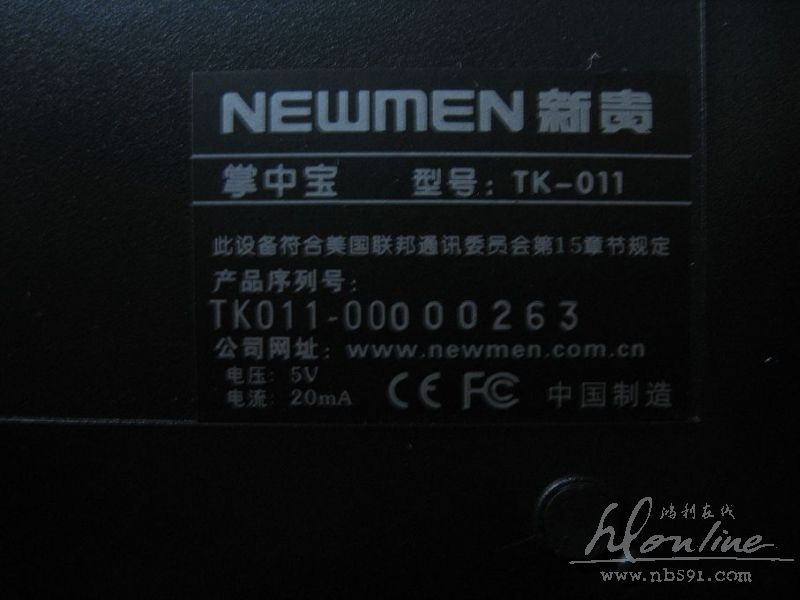 NEWMEN 新贵
掌中宝 型号: TK-011
此设备符合美国联邦通讯委员会第15章节规定
产品序列号:
TK011-00000263
公司网址: www.newmen.com.cn
电压: 5V
电流: 20mA
CE FC 中国制造
鸿利在线
hlonline
www.nbs91.com